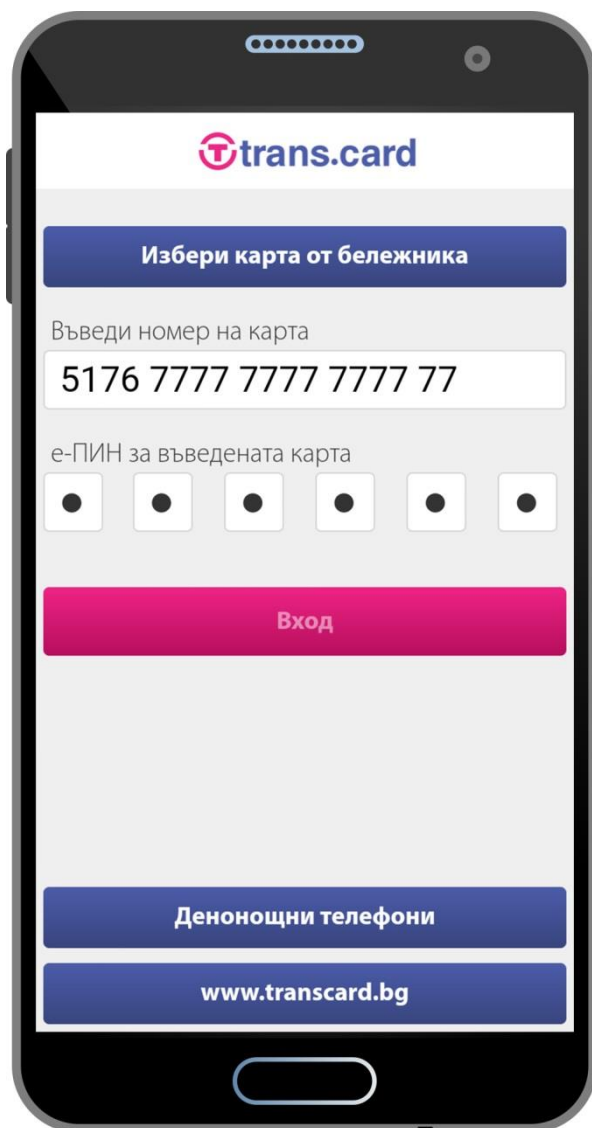 trans.card
Избери карта от бележника
Въведи номер на карта
5176 7777 7777 7777 77
е-ПИН за въведената карта
Вход
Денонощни телефони
www.transcard.bg